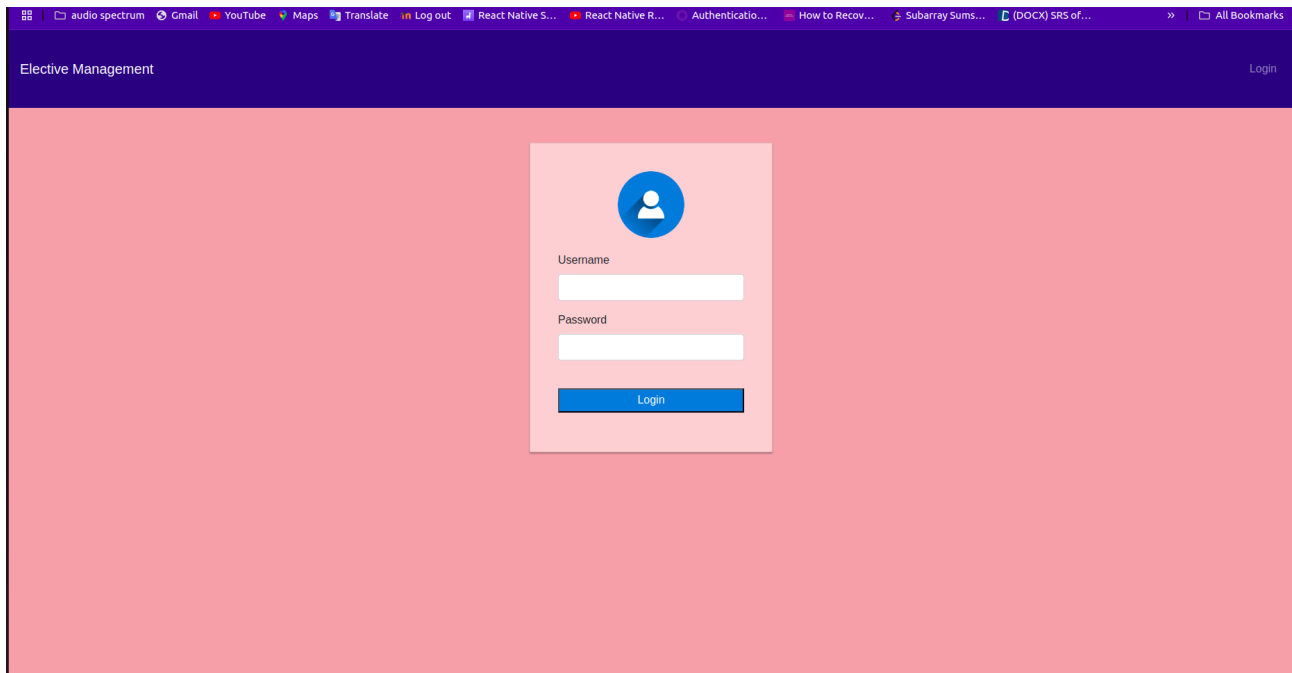 audio spectrum Gmail YouTube Maps Translate Log out React Native S... React Native R... Authenticatio... How to Recov... Subarray Sums... (DOCX) SRS of... » All Bookmarks
Elective Management Login
Username
Password
Login